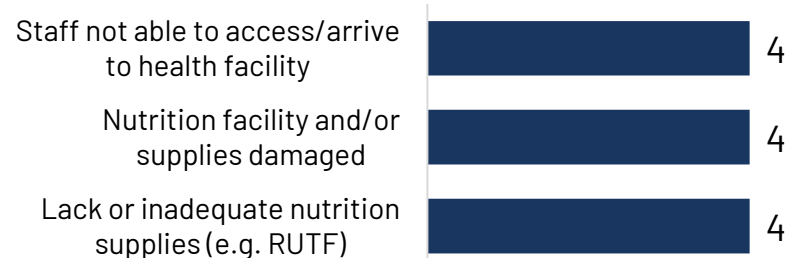 Staff not able to access/arrive
to health facility
4
Nutrition facility and/or
supplies damaged
4
Lack or inadequate nutrition
supplies (e.g. RUTF)
4